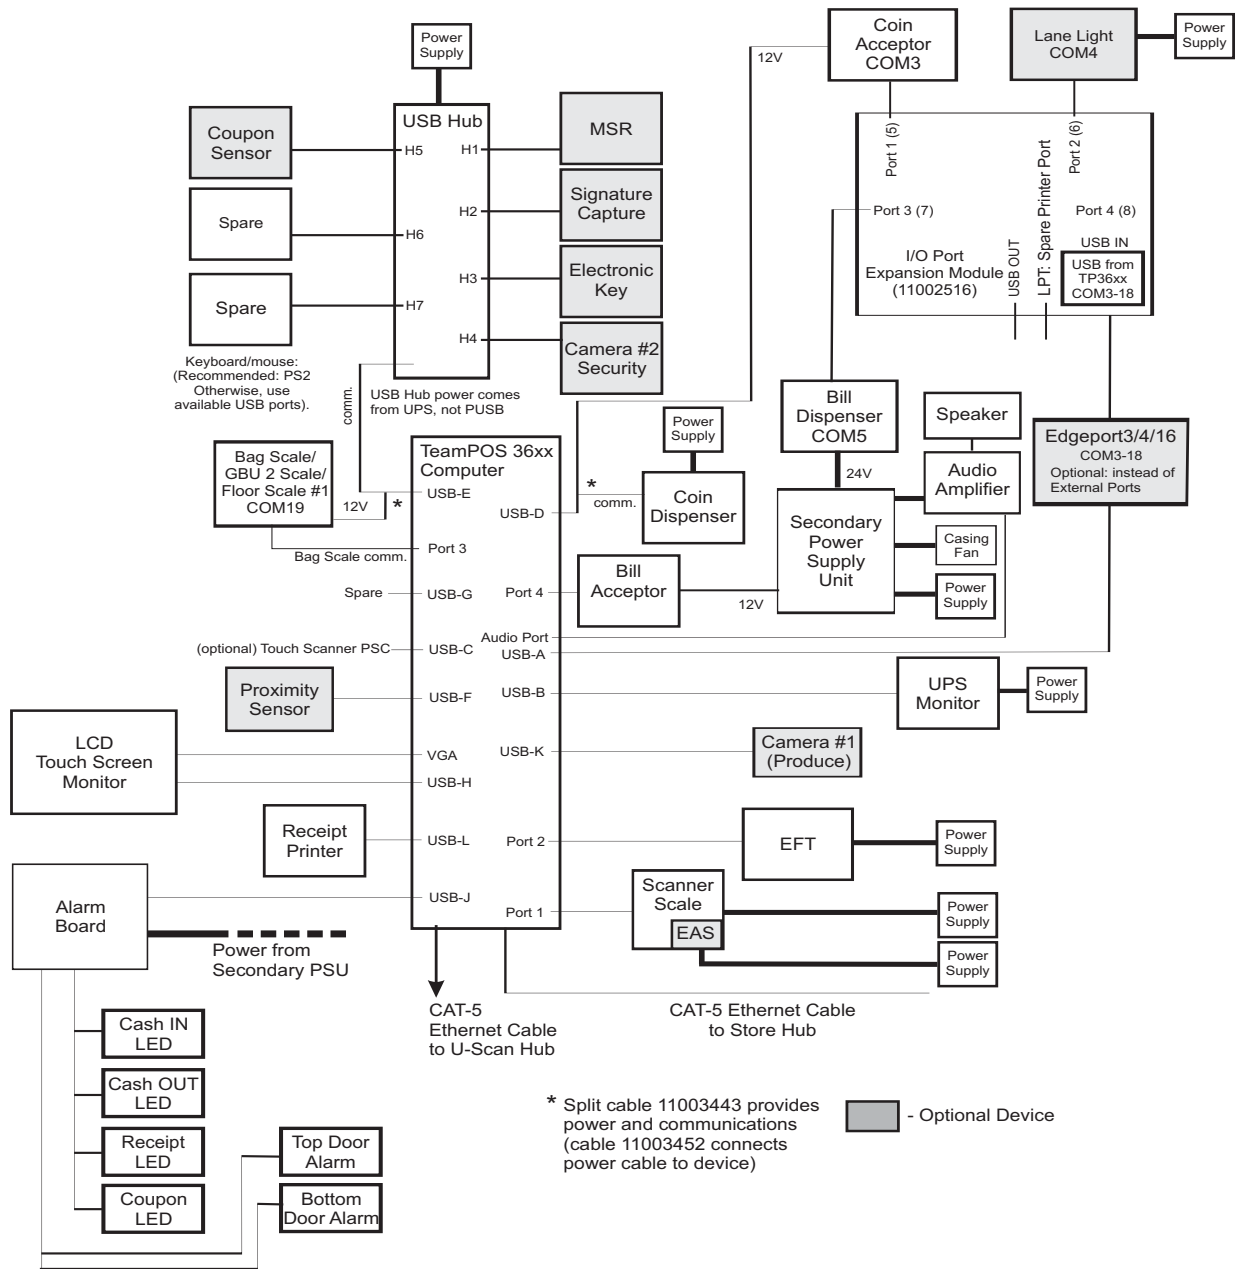 Power
Supply
USB Hub
Coupon
Sensor
Spare
Spare
H5
H6
H7
H1
H2
H3
H4
MSR
Signature
Capture
Electronic
Key
Camera #2
Security
Keyboard/mouse:
(Recommended: PS2
Otherwise, use
available USB ports).
comm.
USB Hub power comes
from UPS, not PUSB
12V
Coin
Acceptor
COM3
Lane Light
COM4
Power
Supply
Port 1 (5)
Port 2 (6)
Port 3 (7)
Port 4 (8)
I/O Port
Expansion Module
(11002516)
USB OUT
LPT: Spare Printer Port
USB IN
USB from
TP36xx
COM3-18
Bag Scale/
GBU 2 Scale/
Floor Scale #1
COM19
12V
*
Bag Scale comm.
TeamPOS 36xx
Computer
USB-E
USB-D
Port 3
USB-G
Port 4
Audio Port
USB-C
USB-A
USB-F
USB-B
VGA
USB-K
USB-H
USB-L
Port 2
USB-J
Port 1
Power
Supply
*
comm.
Coin
Dispenser
Bill
Dispenser
COM5
24V
Speaker
Audio
Amplifier
Edgeport3/4/16
COM3-18
Optional: instead of
External Ports
Secondary
Power
Supply
Unit
Casing
Fan
Power
Supply
Bill
Acceptor
12V
Spare
(optional) Touch Scanner PSC
Proximity
Sensor
UPS
Monitor
Power
Supply
LCD
Touch Screen
Monitor
Camera #1
(Produce)
Receipt
Printer
EFT
Power
Supply
Alarm
Board
Scanner
Scale
EAS
Power
Supply
Power
Supply
Power from
Secondary PSU
CAT-5
Ethernet Cable
to U-Scan Hub
CAT-5 Ethernet Cable
to Store Hub
Cash IN
LED
Cash OUT
LED
Receipt
LED
Coupon
LED
Top Door
Alarm
Bottom
Door Alarm
* Split cable 11003443 provides
power and communications
(cable 11003452 connects
power cable to device)
- Optional Device